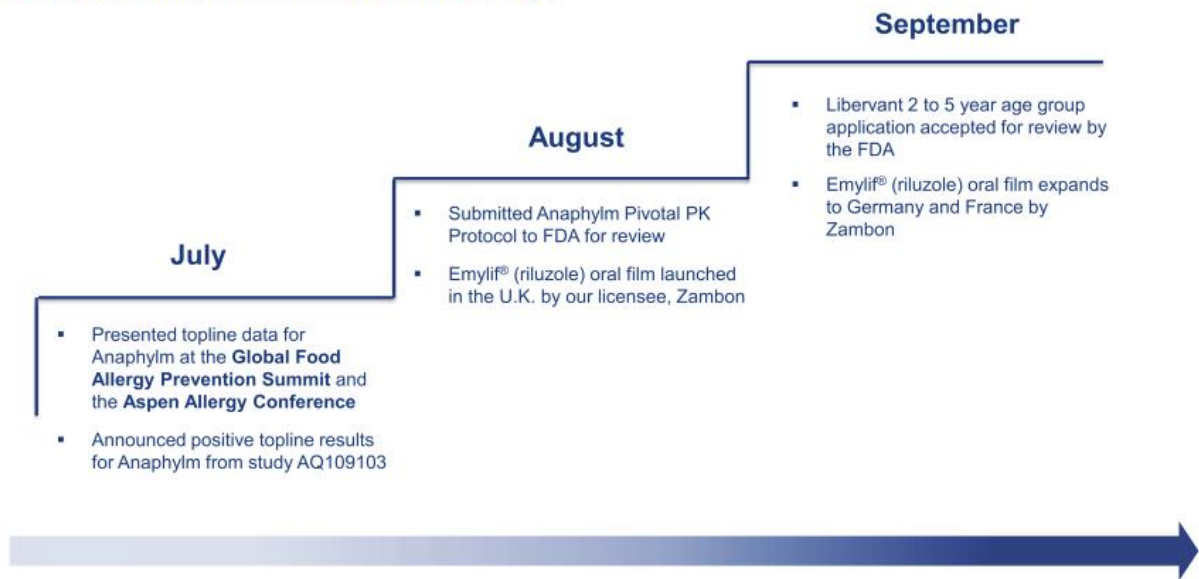 July
▪ Presented topline data for
Anaphylm at the Global Food
Allergy Prevention Summit and
the Aspen Allergy Conference
▪ Announced positive topline results
for Anaphylm from study AQ109103
August
▪ Submitted Anaphylm Pivotal PK
Protocol to FDA for review
▪ Emylif® (riluzole) oral film launched
in the U.K. by our licensee, Zambon
September
▪ Libervant 2 to 5 year age group
application accepted for review by
the FDA
▪ Emylif® (riluzole) oral film expands
to Germany and France by
Zambon